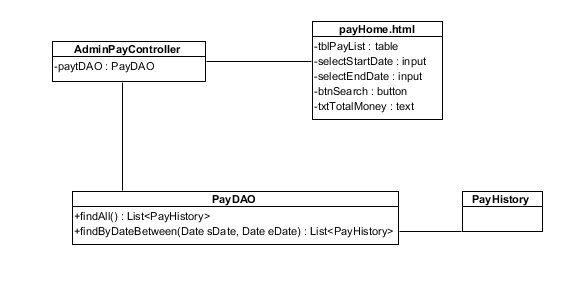 AdminPayController
-paytDAO : PayDAO
payHome.html
-tblPayList : table
-selectStartDate : input
-selectEndDate : input
-btnSearch : button
-txtTotalMoney : text
PayDAO
+findAll() : List<PayHistory>
+findByDateBetween(Date sDate, Date eDate) : List<PayHistory>
PayHistory